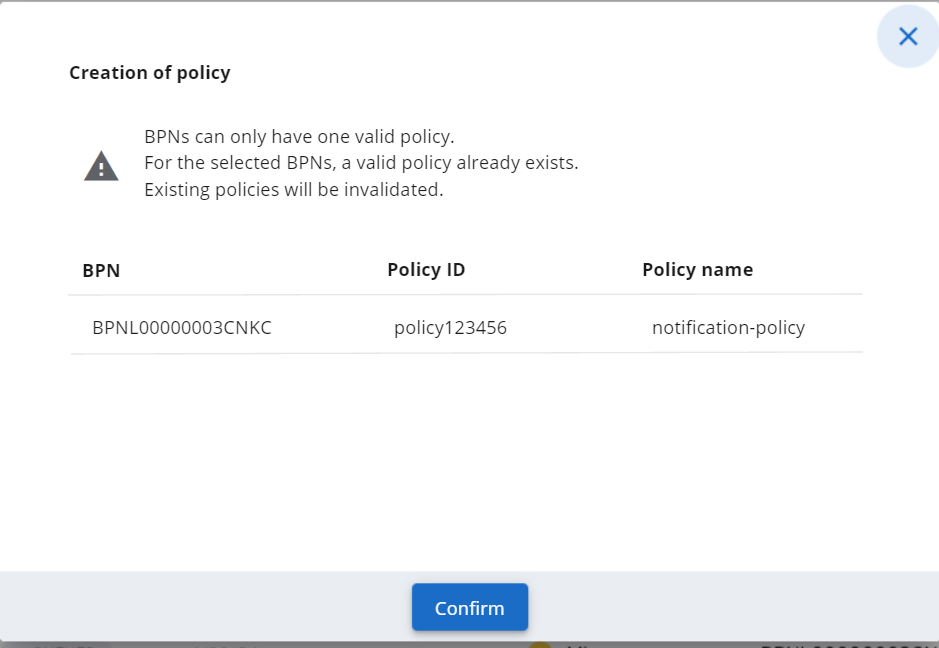 Creation of policy
BPNs can only have one valid policy.
For the selected BPNs, a valid policy already exists.
Existing policies will be invalidated.
BPN Policy ID Policy name
BPNL00000003CNKC policy123456 notification-policy
Confirm